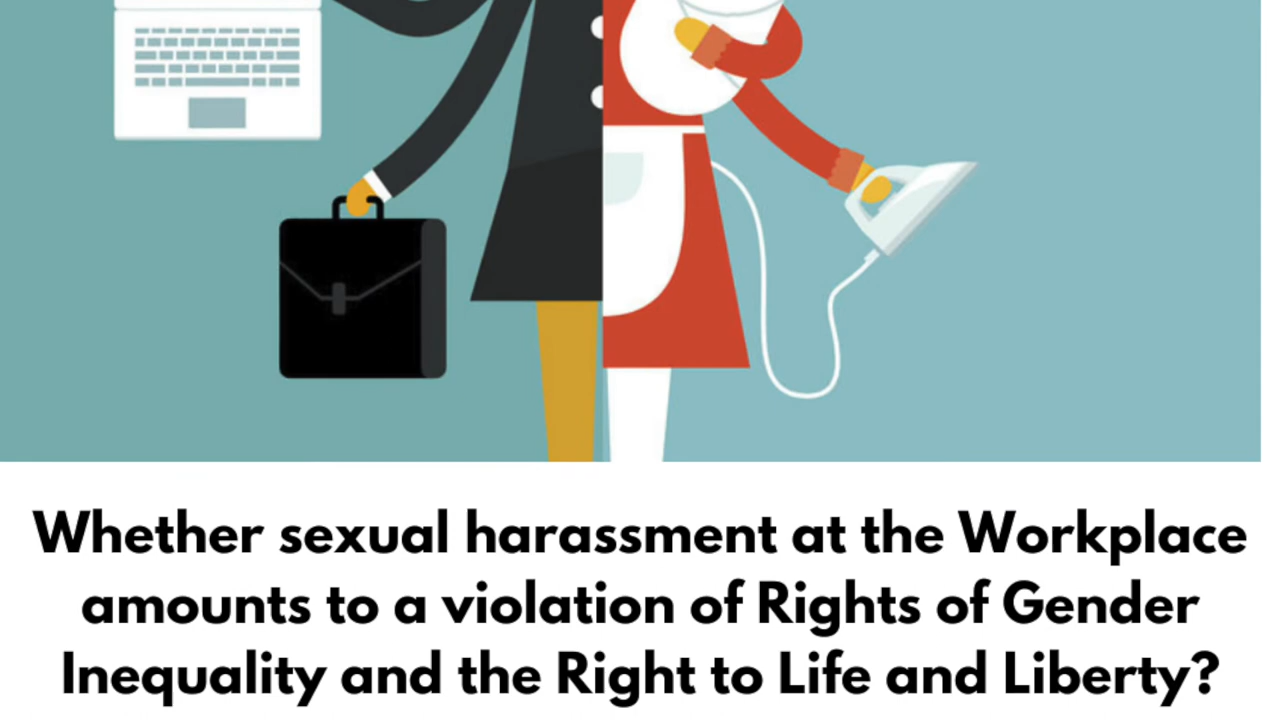 Whether sexual harassment at the Workplace
amounts to a violation of Rights of Gender
Inequality and the Right to Life and Liberty?